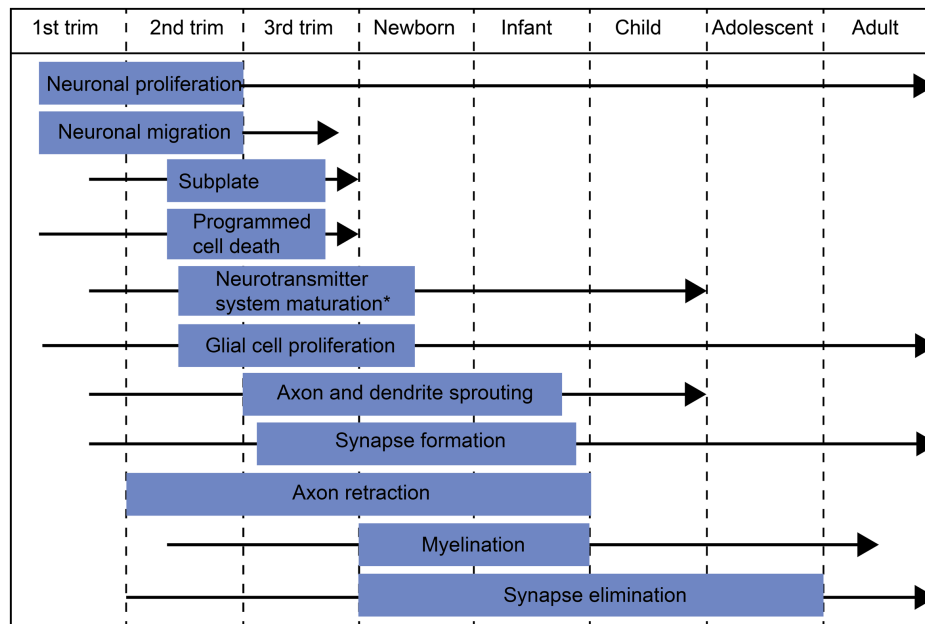 1st trim 2nd trim 3rd trim Newborn Infant Child Adolescent Adult
Neuronal proliferation
Neuronal migration
Subplate
Programmed
cell death
Neurotransmitter
system maturation*
Glial cell proliferation
Axon and dendrite sprouting
Synapse formation
Axon retraction
Myelination
Synapse elimination